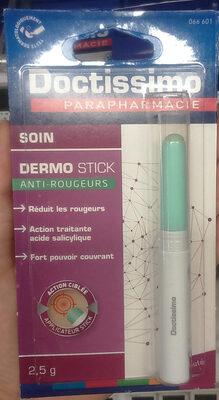 066 601
Doctissimo
PARAPHARMACIE
SOIN
DERMO STICK
ANTI-ROUGEURS
Réduit les rougeurs
Action traitante
acide salicylique
Fort pouvoir couvrant
ACTION CIBLÉE
APPLICATEUR STICK
2,5 g
Doctissimo